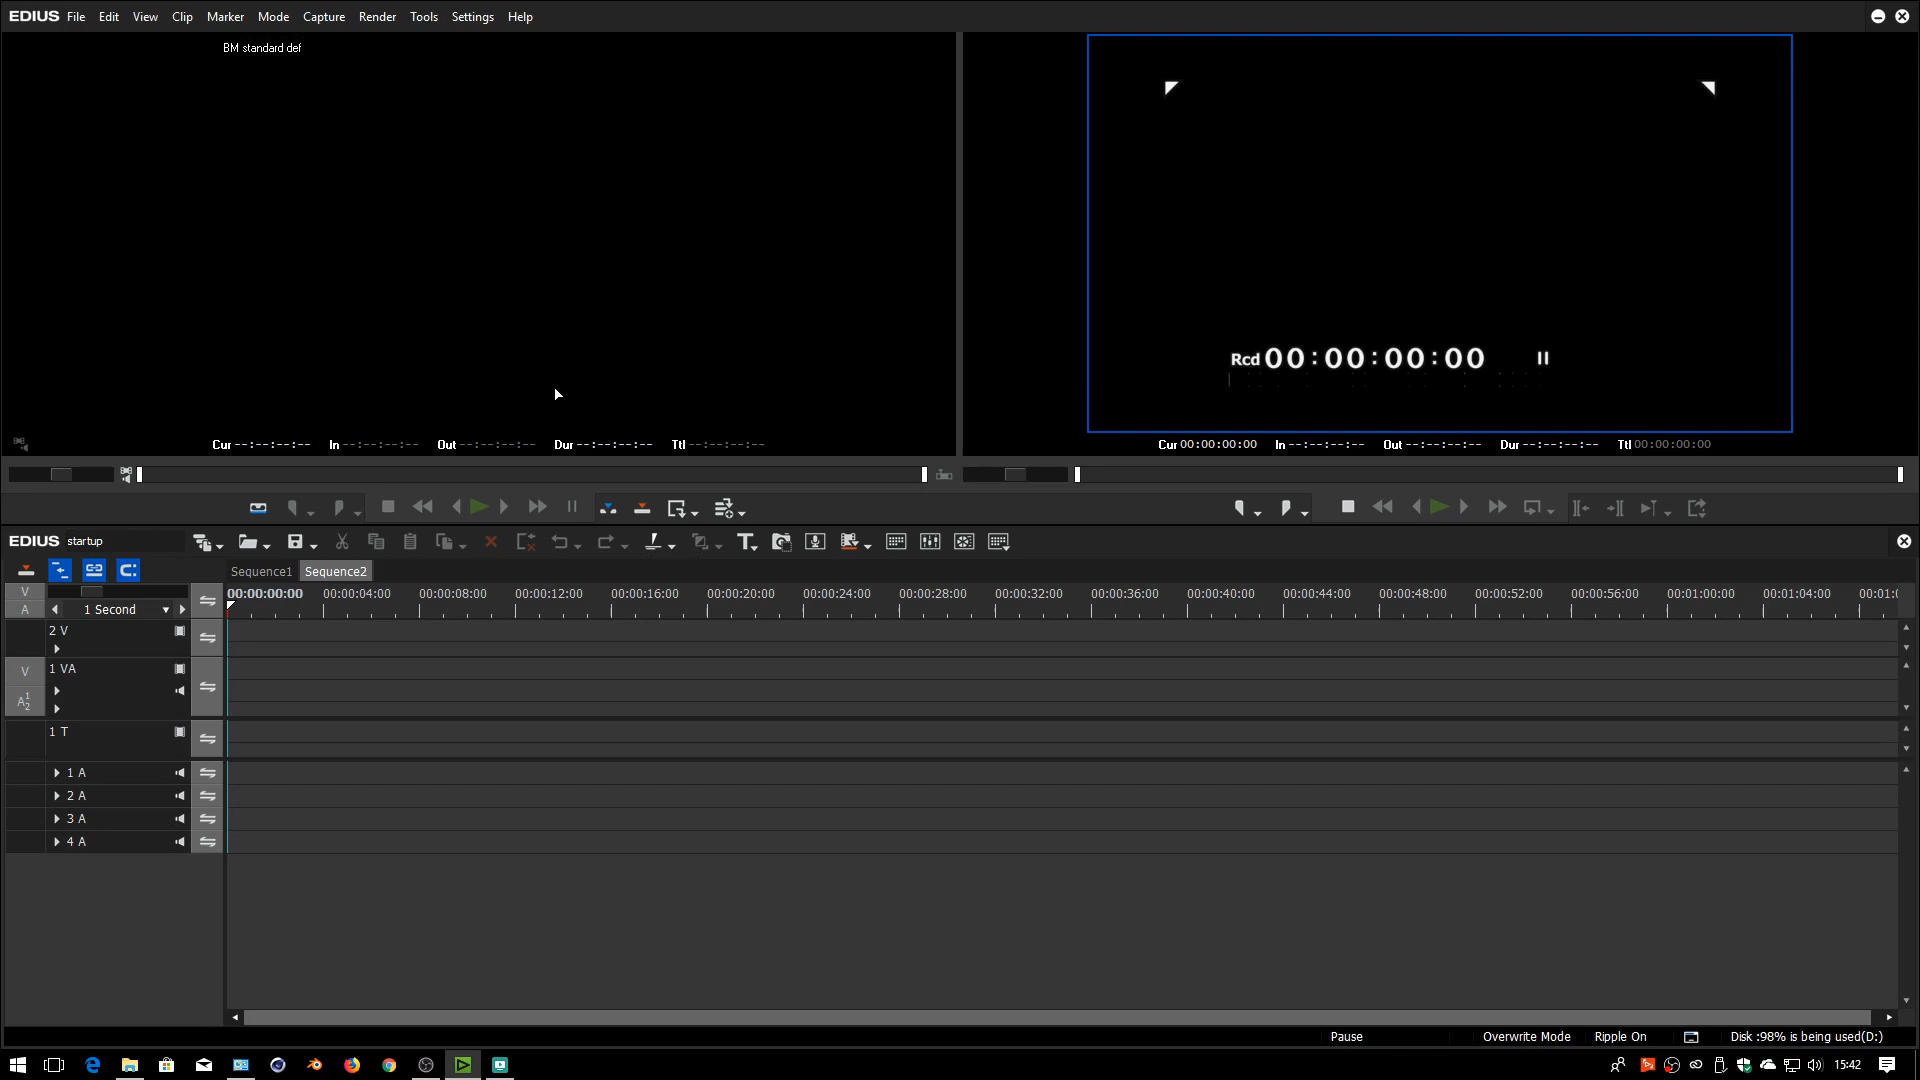 EDIUS File Edit View Clip Marker Mode Capture Render Tools Settings Help
BM standard def
Rcd 00:00:00:00 II
Cur --:--:--:-- In --:--:--:-- Out --:--:--:-- Dur --:--:--:-- Ttl --:--:--:--
Cur 00:00:00:00 In --:--:--:-- Out --:--:--:-- Dur --:--:--:-- Ttl 00:00:00:00
EDIUS startup
Sequence1 Sequence2
V
A 1 Second
00:00:00:00 00:00:04:00 00:00:08:00 00:00:12:00 00:00:16:00 00:00:20:00 00:00:24:00 00:00:28:00 00:00:32:00 00:00:36:00 00:00:40:00 00:00:44:00 00:00:48:00 00:00:52:00 00:00:56:00 00:01:00:00 00:01:04:00
2 V
V 1 VA
A 1 2
1 T
1 A
2 A
3 A
4 A
Pause Overwrite Mode Ripple On Disk :98% is being used(D:)
15:42